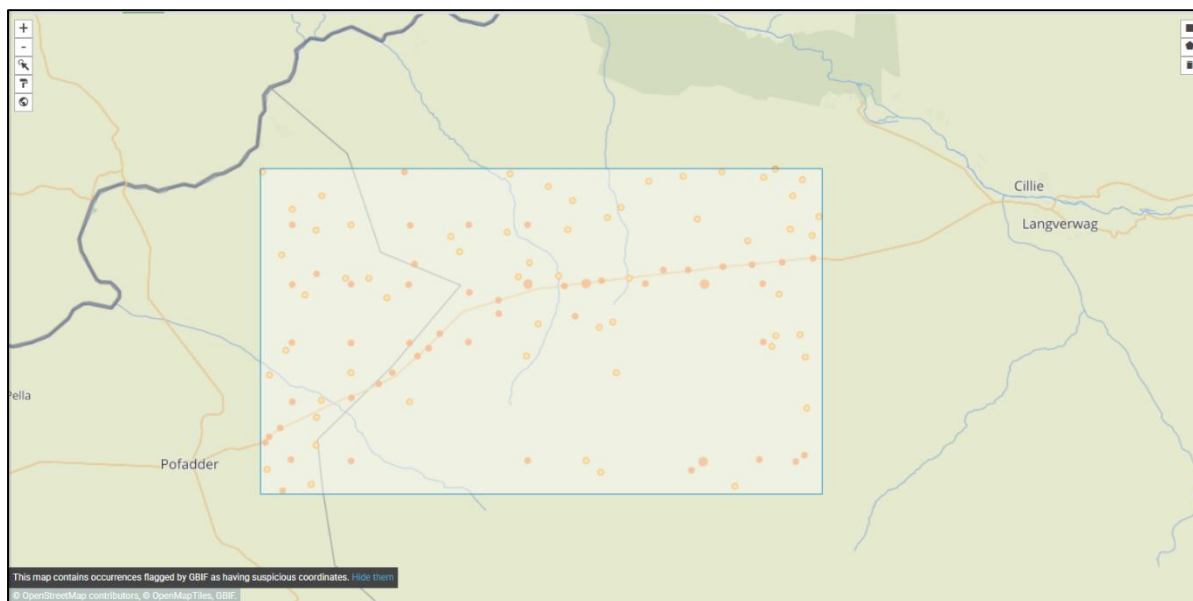 +
-
Cillie
Langverwag
Pella
Pofadder
This map contains occurrences flagged by GBIF as having suspicious coordinates. Hide them
© OpenStreetMap contributors, © OpenMapTiles, GBIF.